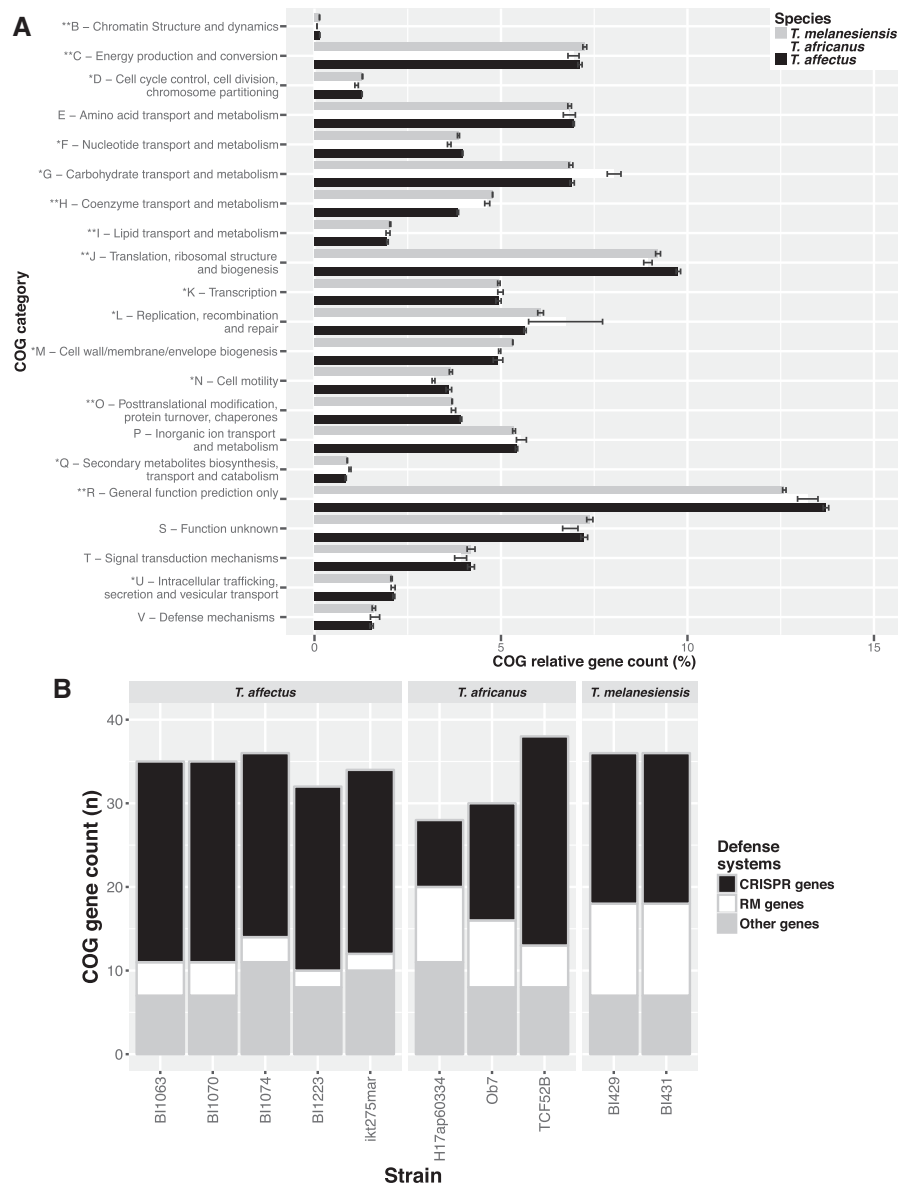 A
Species
T. melanesiensis
T. africanus
T. affectus
**B – Chromatin Structure and dynamics
**C – Energy production and conversion
*D – Cell cycle control, cell division,
chromosome partitioning
E – Amino acid transport and metabolism
*F – Nucleotide transport and metabolism
*G – Carbohydrate transport and metabolism
**H – Coenzyme transport and metabolism
**I – Lipid transport and metabolism
**J – Translation, ribosomal structure
and biogenesis
*K – Transcription
*L – Replication, recombination
and repair
*M – Cell wall/membrane/envelope biogenesis
*N – Cell motility
**O – Posttranslational modification,
protein turnover, chaperones
P – Inorganic ion transport
and metabolism
*Q – Secondary metabolites biosynthesis,
transport and catabolism
**R – General function prediction only
S – Function unknown
T – Signal transduction mechanisms
*U – Intracellular trafficking,
secretion and vesicular transport
V – Defense mechanisms
COG category
0 5 10 15
COG relative gene count (%)
B
T. affectus T. africanus T. melanesiensis
40
30
20
10
0
COG gene count (n)
Defense
systems
CRISPR genes
RM genes
Other genes
BI1063 BI1070 BI1074 BI1223 ikt275mar H17ap60334 Ob7 TCF52B BI429 BI431
Strain